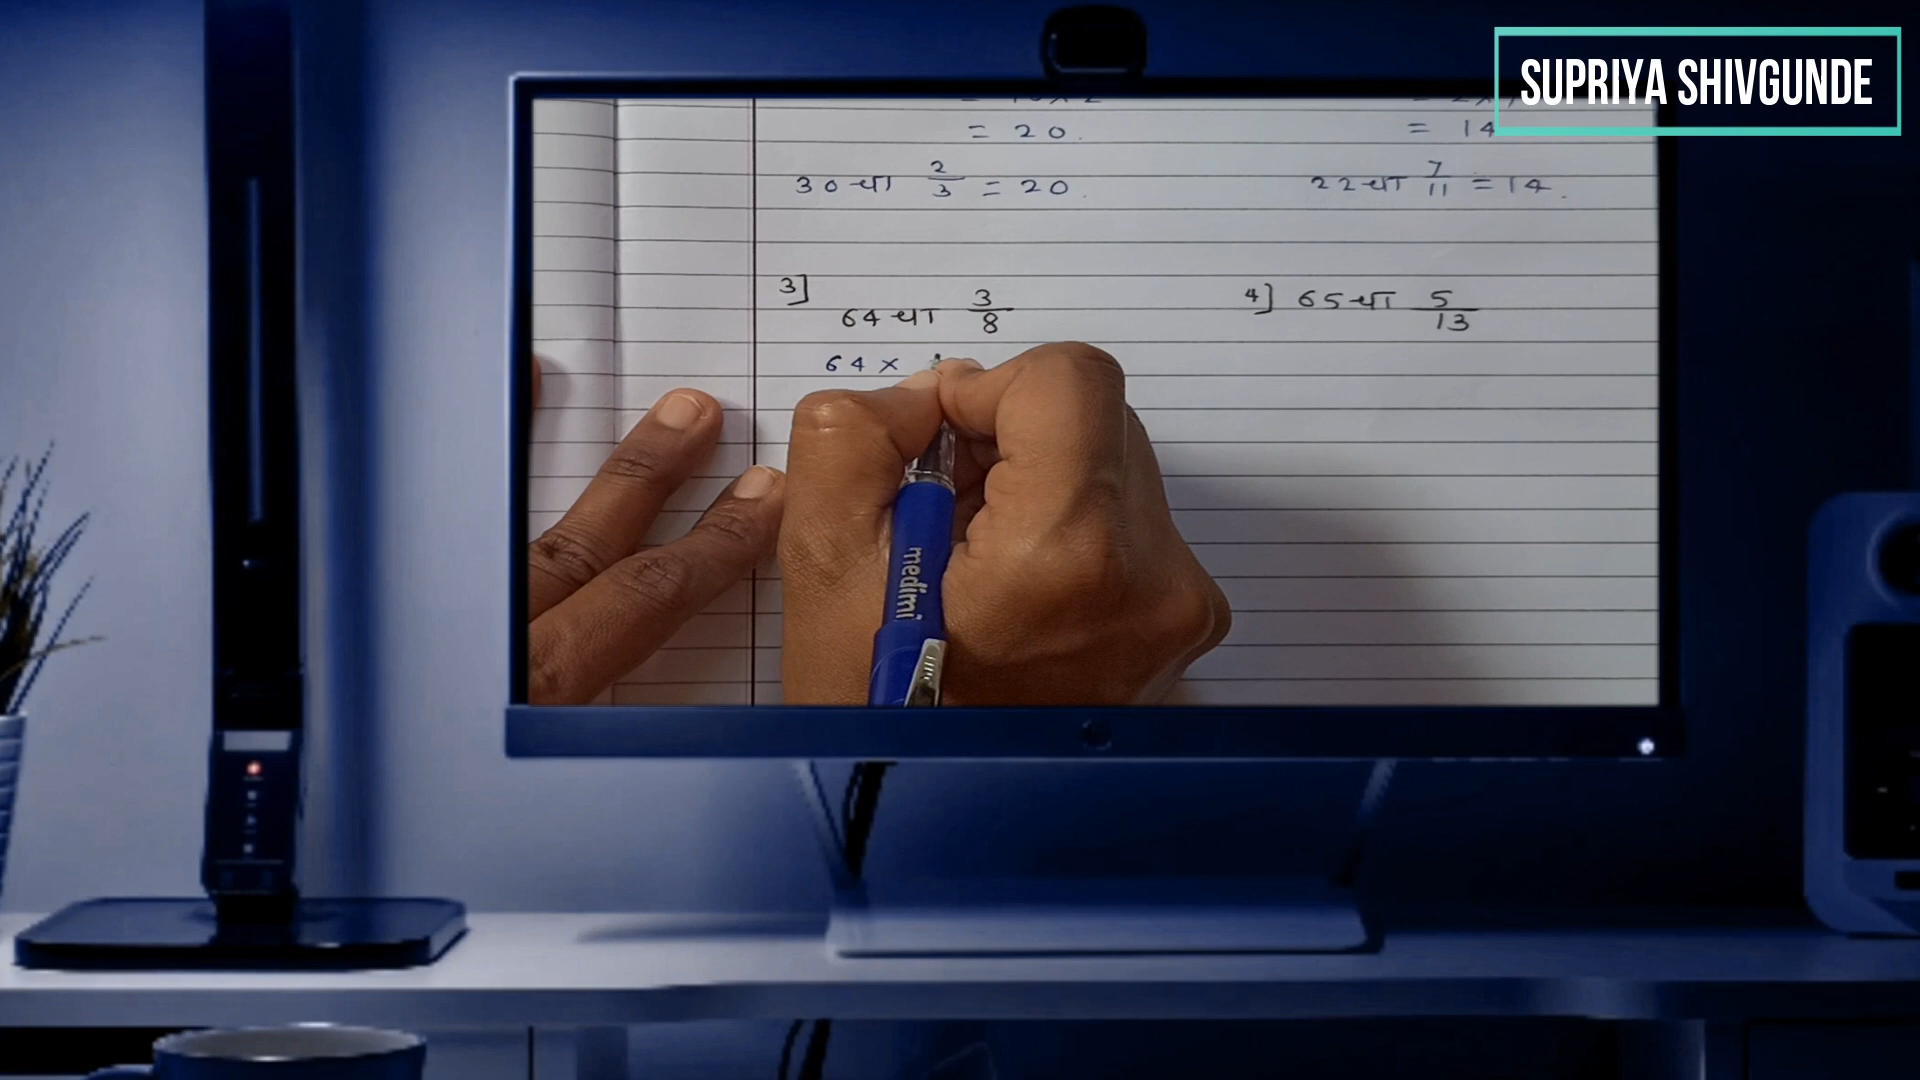 SUPRIYA SHIVGUNDE
= 20.
= 14
30 चा 2/3 = 20.
22 चा 7/11 = 14.
3] 64 चा 3/8
4] 65 चा 5/13
64 ×
medimi